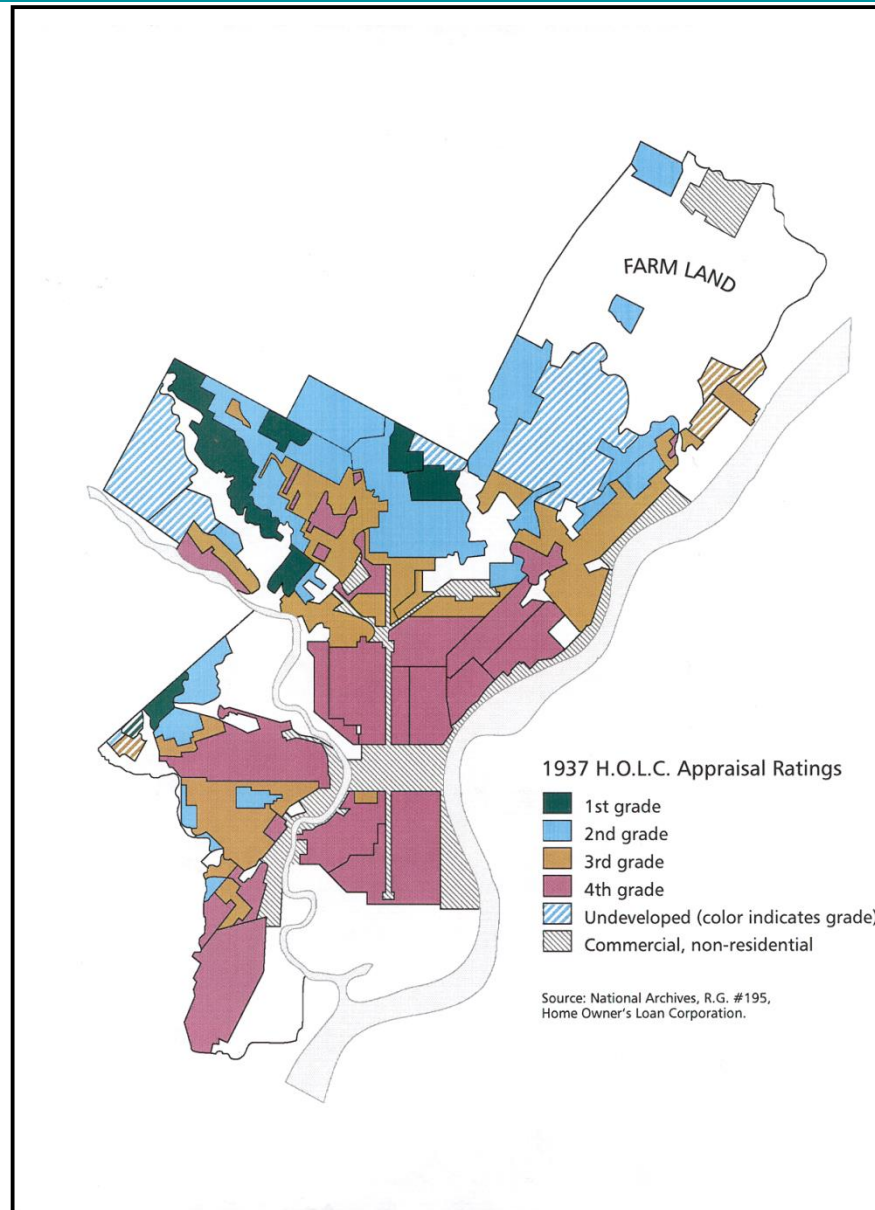 FARM LAND
1937 H.O.L.C. Appraisal Ratings
1st grade
2nd grade
3rd grade
4th grade
Undeveloped (color indicates grade)
Commercial, non-residential
Source: National Archives, R.G. #195,
Home Owner's Loan Corporation.